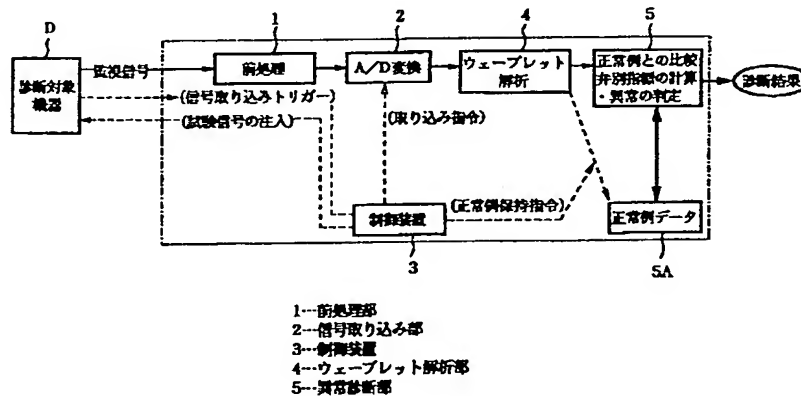 D
1
2
4
5
診断対象
機器
監視信号
前処理
A/D変換
ウェーブレット
解析
正常例との比較
弁別指標の計算
・異常の判定
診断結果
(信号取り込みトリガー)
(試験信号の注入)
(取り込み指令)
(正常例保持指令)
制御装置
正常例データ
3
5A
1…前処理部
2…信号取り込み部
3…制御装置
4…ウェーブレット解析部
5…異常診断部